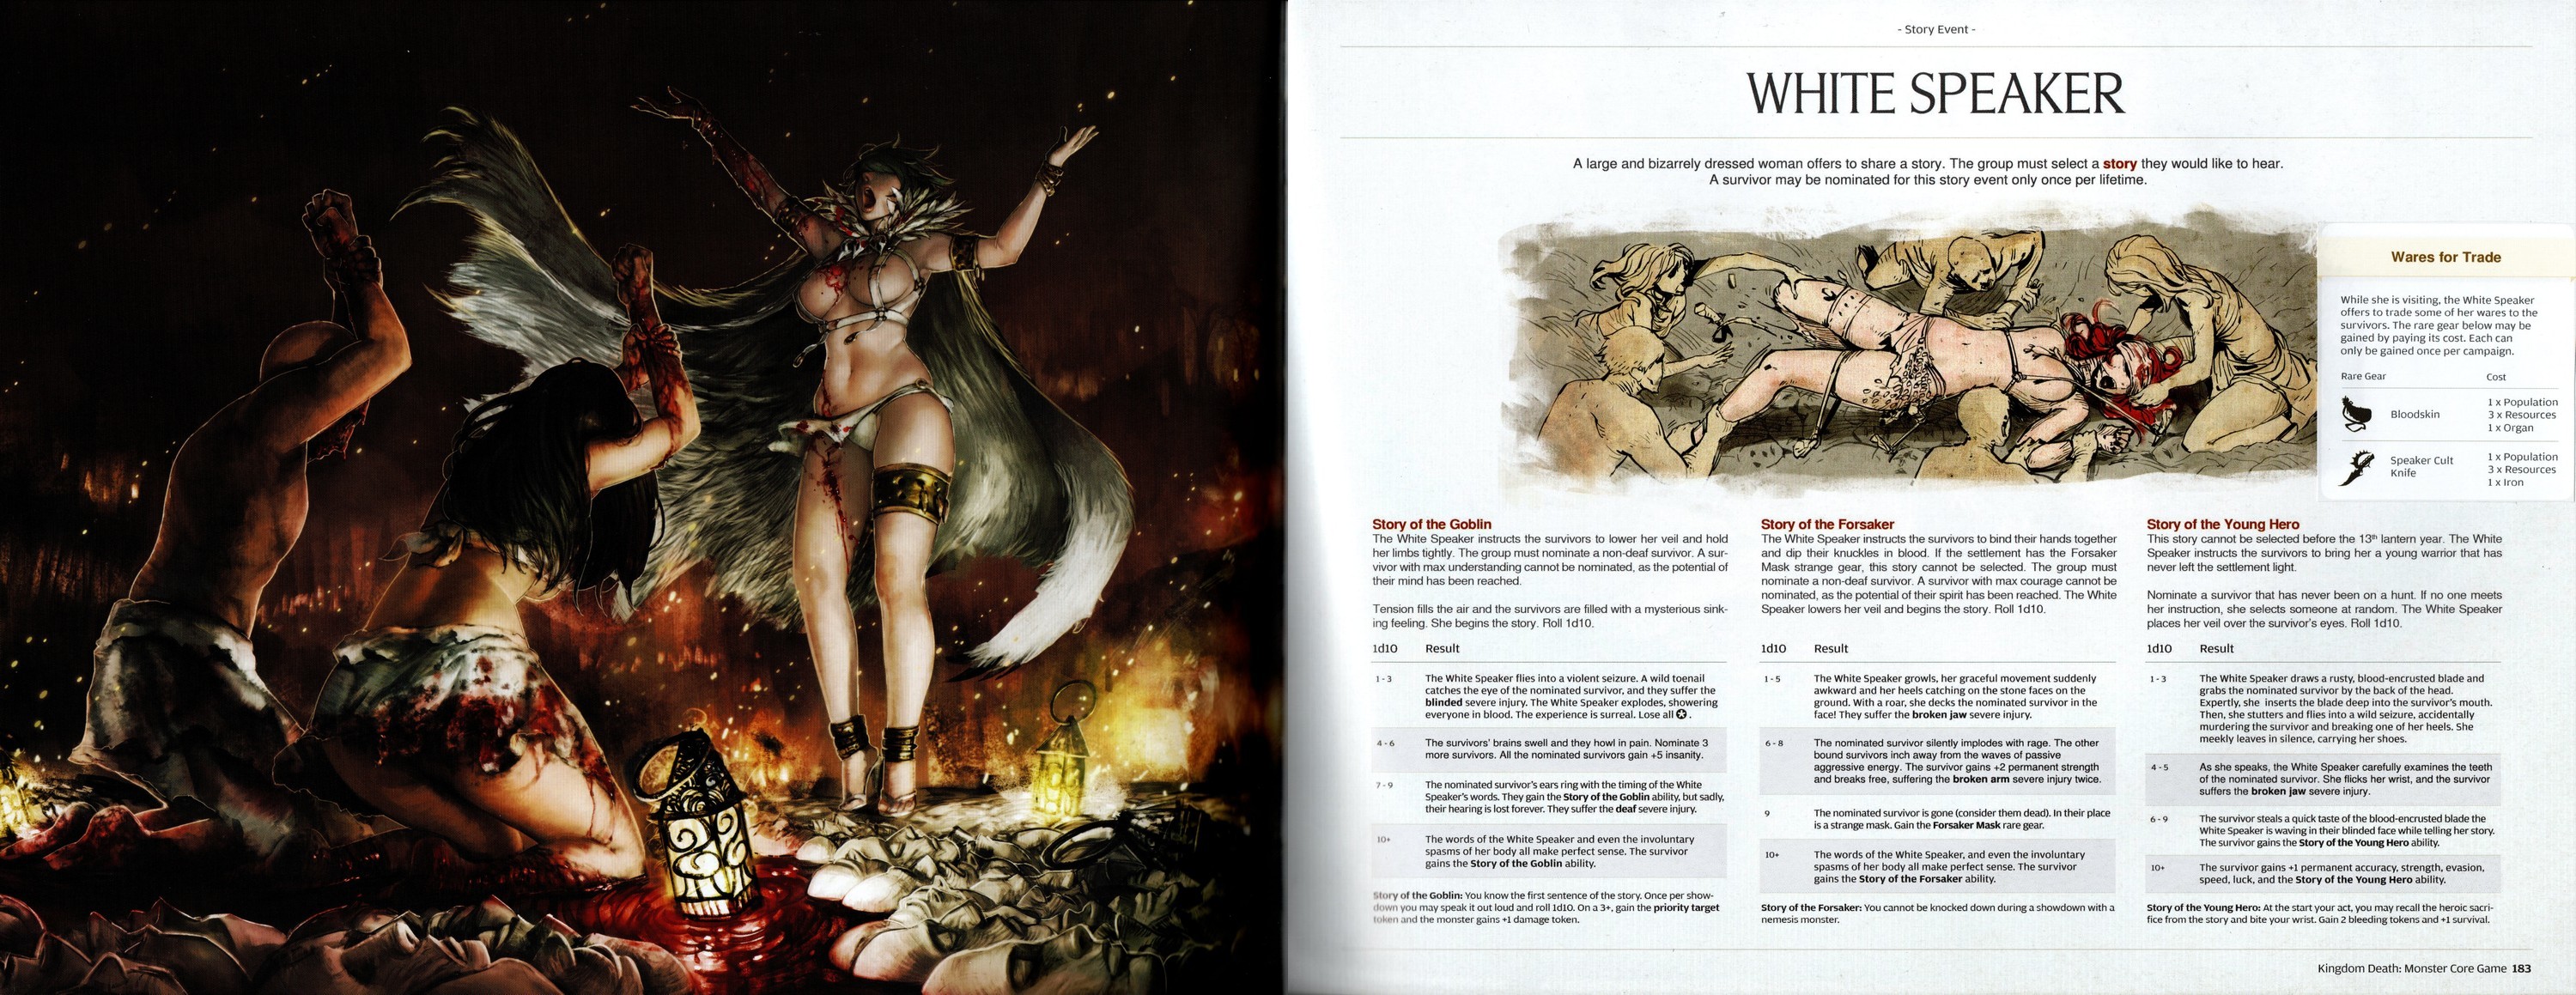 - Story Event -
WHITE SPEAKER
A large and bizarrely dressed woman offers to share a story. The group must select a story they would like to hear.
A survivor may be nominated for this story event only once per lifetime.
Wares for Trade
While she is visiting, the White Speaker
offers to trade some of her wares to the
survivors. The rare gear below may be
gained by paying its cost. Each can
only be gained once per campaign.
Rare Gear Cost
Bloodskin
1 x Population
3 x Resources
1 x Organ
Speaker Cult
Knife
1 x Population
3 x Resources
1 x Iron
Story of the Goblin
The White Speaker instructs the survivors to lower her veil and hold
her limbs tightly. The group must nominate a non-deaf survivor. A sur-
vivor with max understanding cannot be nominated, as the potential of
their mind has been reached.
Tension fills the air and the survivors are filled with a mysterious sink-
ing feeling. She begins the story. Roll 1d10.
1d10 Result
1 - 3 The White Speaker flies into a violent seizure. A wild toenail
catches the eye of the nominated survivor, and they suffer the
blinded severe injury. The White Speaker explodes, showering
everyone in blood. The experience is surreal. Lose all ✪.
4 - 6 The survivors' brains swell and they howl in pain. Nominate 3
more survivors. All the nominated survivors gain +5 insanity.
7 - 9 The nominated survivor's ears ring with the timing of the White
Speaker's words. They gain the Story of the Goblin ability, but sadly,
their hearing is lost forever. They suffer the deaf severe injury.
10+ The words of the White Speaker and even the involuntary
spasms of her body all make perfect sense. The survivor
gains the Story of the Goblin ability.
Story of the Goblin: You know the first sentence of the story. Once per show-
down you may speak it out loud and roll 1d10. On a 3+, gain the priority target
token and the monster gains +1 damage token.
Story of the Forsaker
The White Speaker instructs the survivors to bind their hands together
and dip their knuckles in blood. If the settlement has the Forsaker
Mask strange gear, this story cannot be selected. The group must
nominate a non-deaf survivor. A survivor with max courage cannot be
nominated, as the potential of their spirit has been reached. The White
Speaker lowers her veil and begins the story. Roll 1d10.
1d10 Result
1 - 5 The White Speaker growls, her graceful movement suddenly
awkward and her heels catching on the stone faces on the
ground. With a roar, she decks the nominated survivor in the
face! They suffer the broken jaw severe injury.
6 - 8 The nominated survivor silently implodes with rage. The other
bound survivors inch away from the waves of passive
aggressive energy. The survivor gains +2 permanent strength
and breaks free, suffering the broken arm severe injury twice.
9 The nominated survivor is gone (consider them dead). In their place
is a strange mask. Gain the Forsaker Mask rare gear.
10+ The words of the White Speaker, and even the involuntary
spasms of her body all make perfect sense. The survivor
gains the Story of the Forsaker ability.
Story of the Forsaker: You cannot be knocked down during a showdown with a
nemesis monster.
Story of the Young Hero
This story cannot be selected before the 13th lantern year. The White
Speaker instructs the survivors to bring her a young warrior that has
never left the settlement light.
Nominate a survivor that has never been on a hunt. If no one meets
her instruction, she selects someone at random. The White Speaker
places her veil over the survivor's eyes. Roll 1d10.
1d10 Result
1 - 3 The White Speaker draws a rusty, blood-encrusted blade and
grabs the nominated survivor by the back of the head.
Expertly, she inserts the blade deep into the survivor's mouth.
Then, she stutters and flies into a wild seizure, accidentally
murdering the survivor and breaking one of her heels. She
meekly leaves in silence, carrying her shoes.
4 - 5 As she speaks, the White Speaker carefully examines the teeth
of the nominated survivor. She flicks her wrist, and the survivor
suffers the broken jaw severe injury.
6 - 9 The survivor steals a quick taste of the blood-encrusted blade the
White Speaker is waving in their blinded face while telling her story.
The survivor gains the Story of the Young Hero ability.
10+ The survivor gains +1 permanent accuracy, strength, evasion,
speed, luck, and the Story of the Young Hero ability.
Story of the Young Hero: At the start your act, you may recall the heroic sacri-
fice from the story and bite your wrist. Gain 2 bleeding tokens and +1 survival.
Kingdom Death: Monster Core Game 183